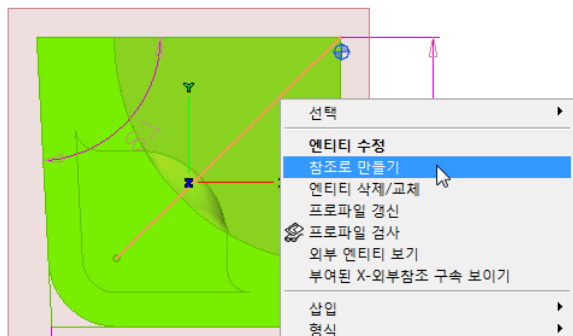 Y
Z
선택
엔티티 수정
참조로 만들기
엔티티 삭제/교체
프로파일 갱신
프로파일 검사
외부 엔티티 보기
부여된 X-외부참조 구속 보이기
삽입
형식